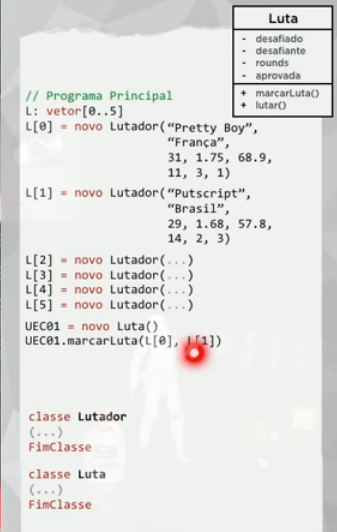 Luta
- desafiado
- desafiante
- rounds
- aprovada
+ marcarLuta()
+ lutar()
// Programa Principal
L: vetor[0..5]
L[0] = novo Lutador(“Pretty Boy”,
“França”,
31, 1.75, 68.9,
11, 3, 1)
L[1] = novo Lutador(“Putscript”,
“Brasil”,
29, 1.68, 57.8,
14, 2, 3)
L[2] = novo Lutador(...)
L[3] = novo Lutador(...)
L[4] = novo Lutador(...)
L[5] = novo Lutador(...)
UEC01 = novo Luta()
UEC01.marcarLuta(L[0], L[1])
classe Lutador
(...)
FimClasse
classe Luta
(...)
FimClasse